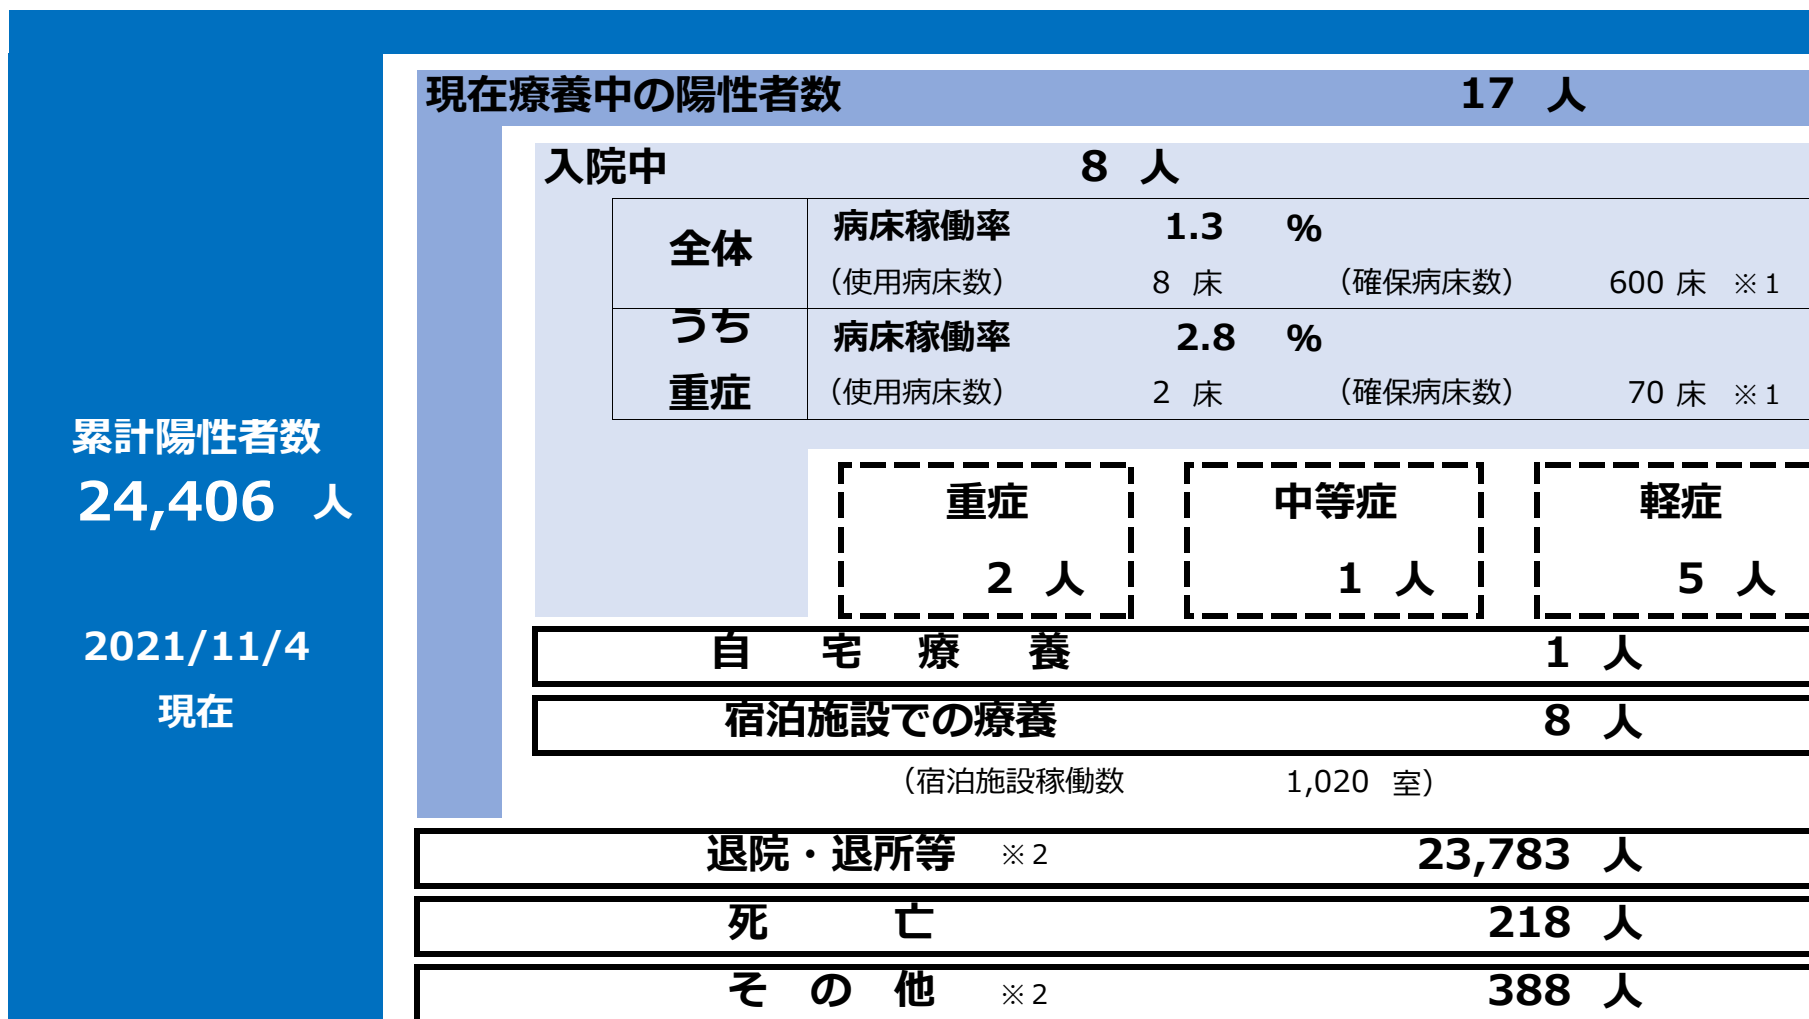 累計陽性者数
24,406 人
2021/11/4
現在
現在療養中の陽性者数 17 人
入院中 8 人
全体
病床稼働率 1.3 %
（使用病床数） 8 床 （確保病床数） 600 床 ※1
うち
重症
病床稼働率 2.8 %
（使用病床数） 2 床 （確保病床数） 70 床 ※1
重症 中等症 軽症
2 人 1 人 5 人
自宅療養 1 人
宿泊施設での療養 8 人
（宿泊施設稼働数 1,020 室）
退院・退所等 ※2 23,783 人
死亡 218 人
その他 ※2 388 人